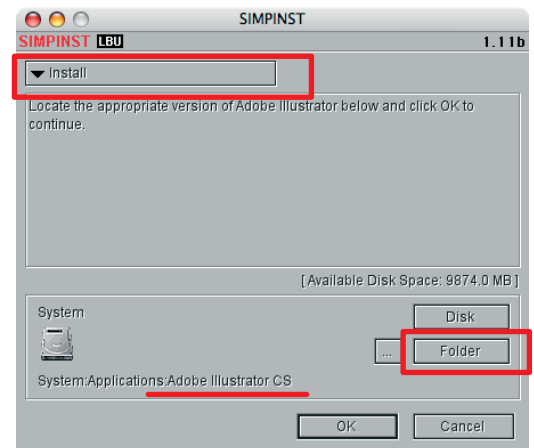 SIMPINST
SIMPINST LBU 1.11b
Install
Locate the appropriate version of Adobe Illustrator below and click OK to
continue.
[ Available Disk Space: 9874.0 MB ]
System
Disk
... Folder
System:Applications:Adobe Illustrator CS
OK Cancel